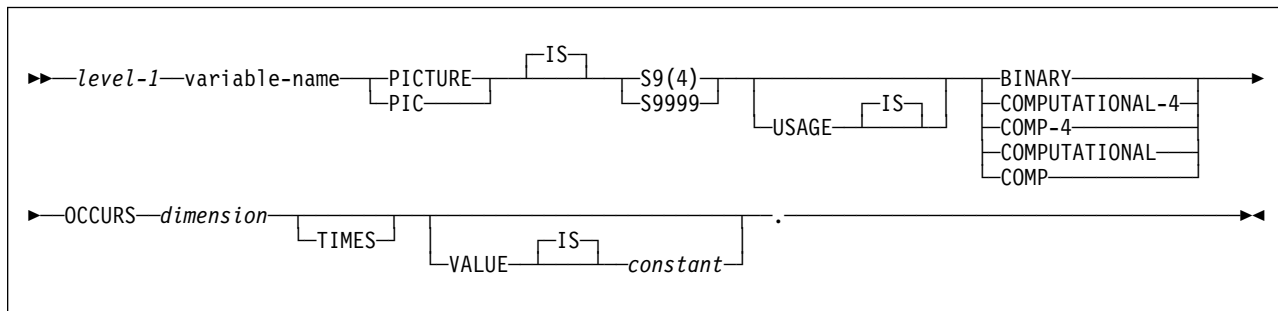 IS IS
level-1 variable-name PICTURE S9(4) BINARY
PIC S9999 IS COMPUTATIONAL-4
USAGE COMP-4
COMPUTATIONAL
COMP
OCCURS dimension .
TIMES IS
VALUE constant